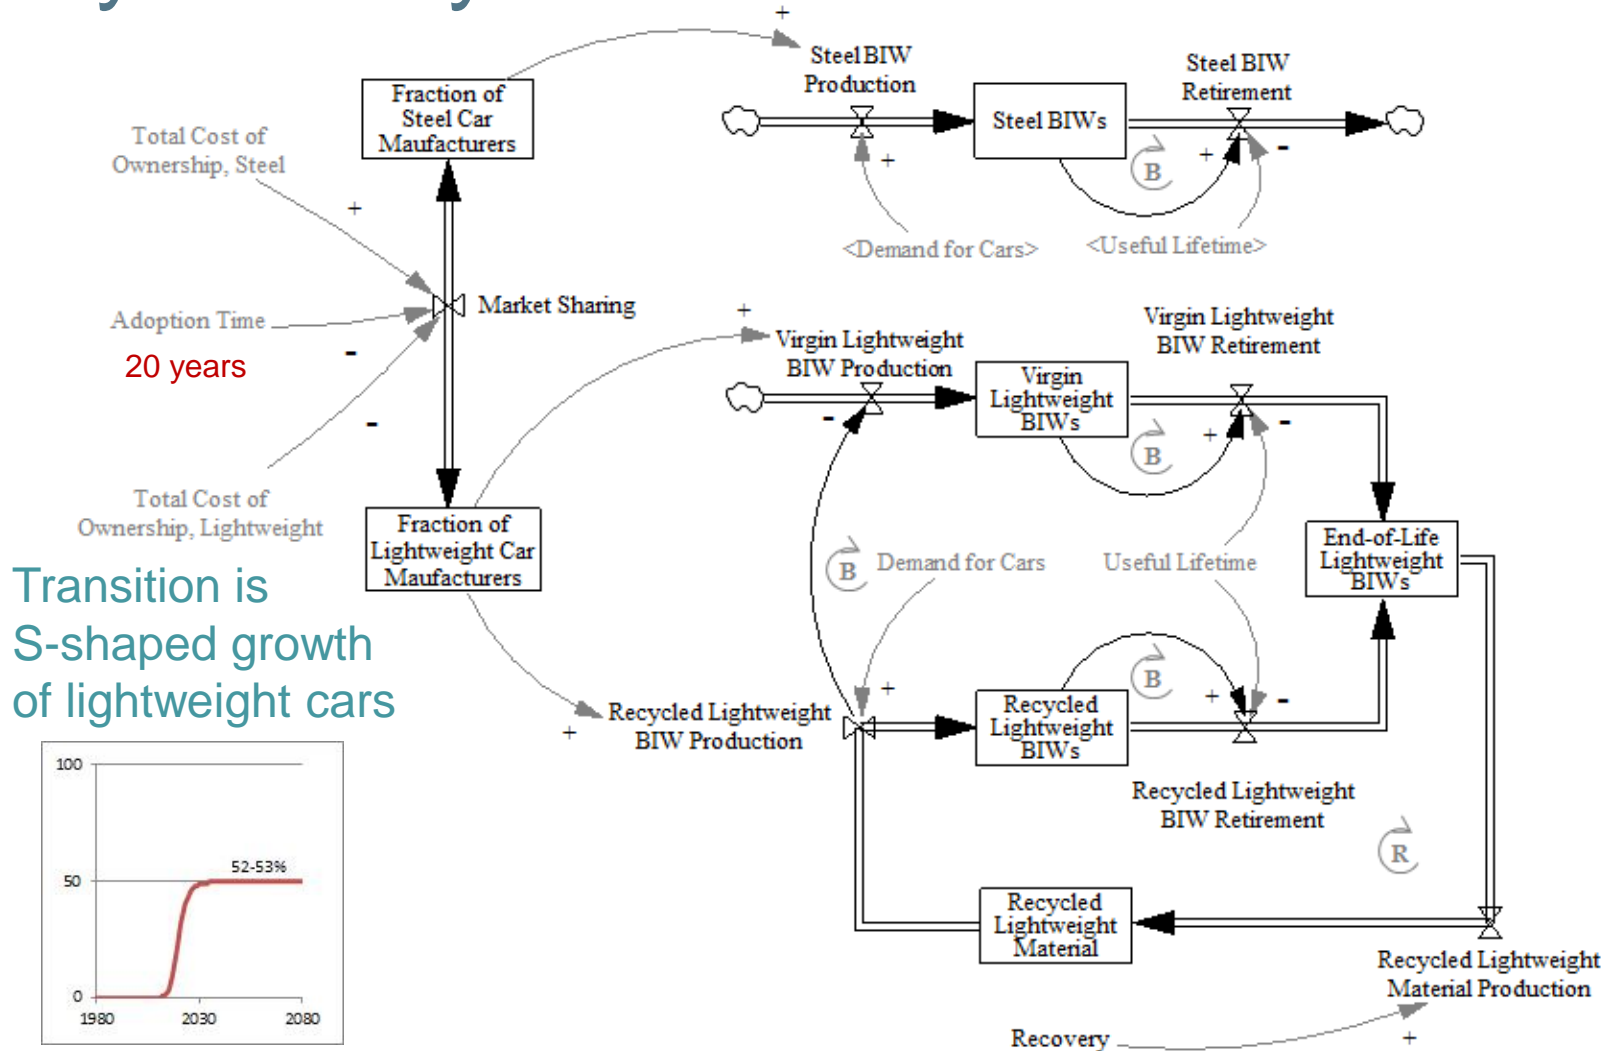 +
Steel BIW
Production
Steel BIW
Retirement
Fraction of
Steel Car
Maufacturers
Steel BIWs
Total Cost of
Ownership, Steel
+
+
+
-
B
<Demand for Cars>
<Useful Lifetime>
Market Sharing
Adoption Time
20 years
-
-
+
Virgin Lightweight
BIW Production
Virgin Lightweight
BIW Retirement
Virgin
Lightweight
BIWs
-
+
-
B
Total Cost of
Ownership, Lightweight
Fraction of
Lightweight Car
Maufacturers
End-of-Life
Lightweight
BIWs
B
Demand for Cars
Useful Lifetime
Transition is
S-shaped growth
of lightweight cars
+
Recycled Lightweight
BIW Production
+
Recycled
Lightweight
BIWs
B
+
-
Recycled Lightweight
BIW Retirement
R
100
50
0
52-53%
1980
2030
2080
Recycled
Lightweight
Material
Recycled Lightweight
Material Production
Recovery
+